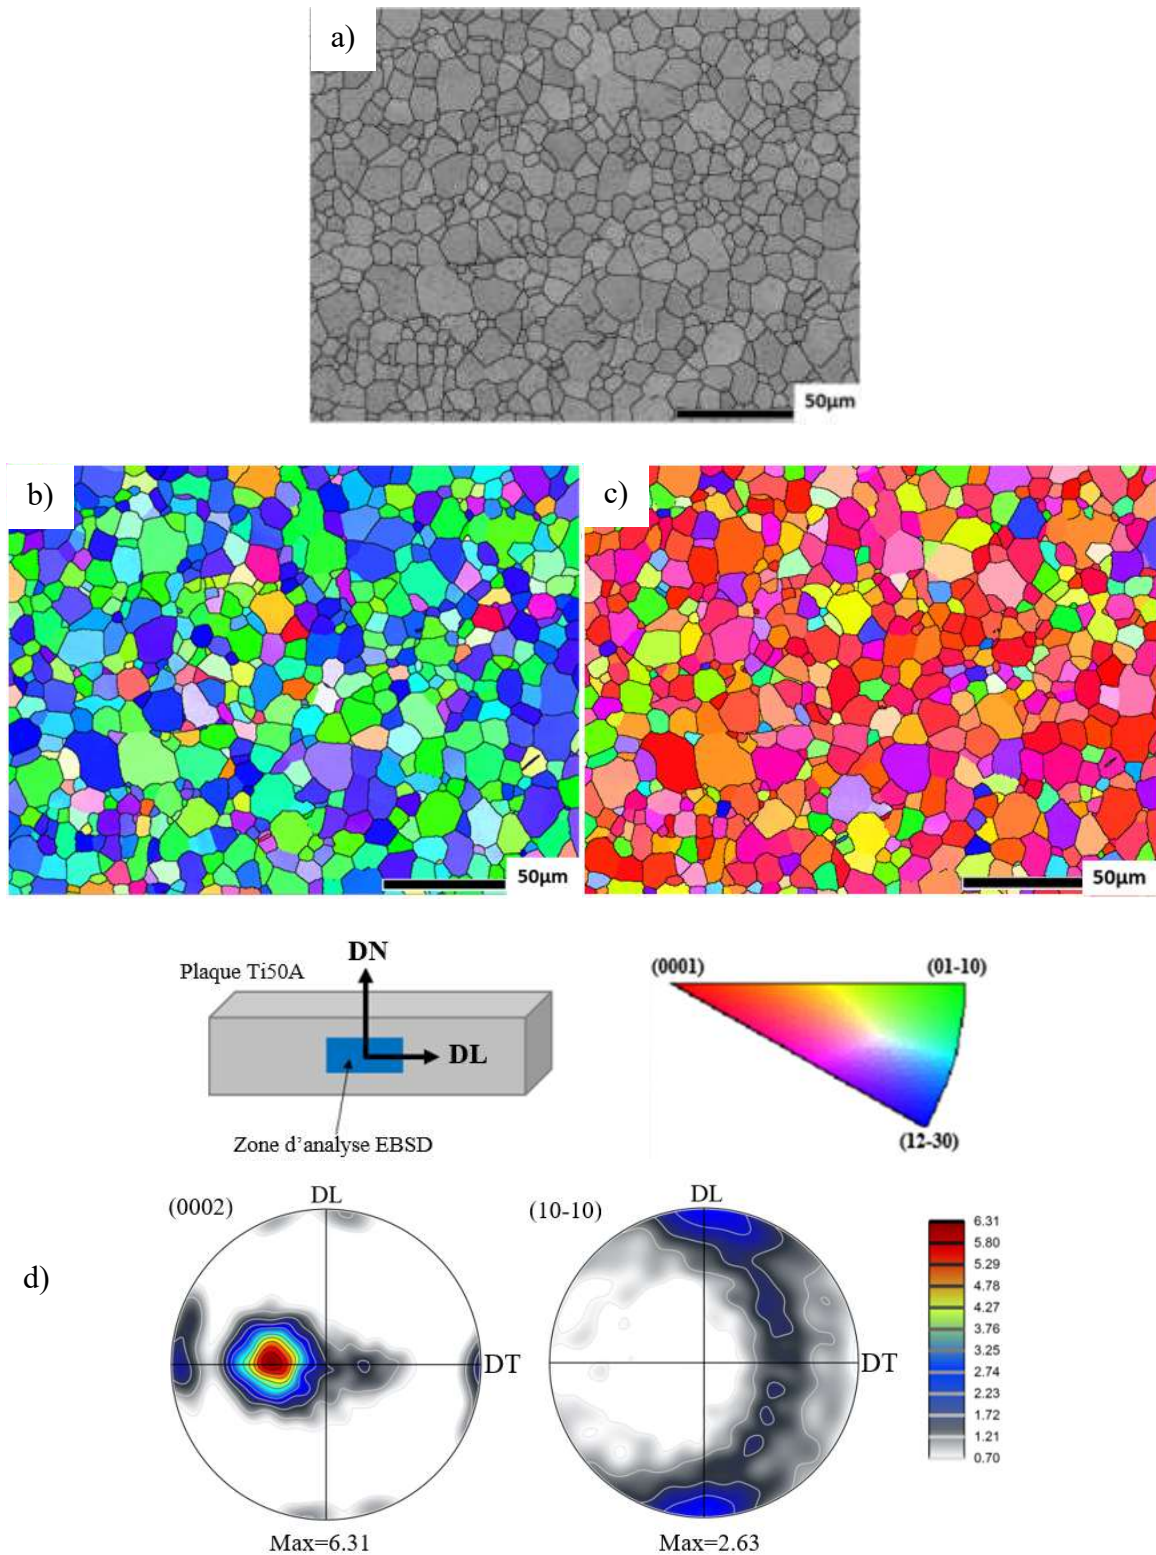 a)
50µm
b)
c)
50µm
50µm
DN
Plaque Ti50A
DL
Zone d’analyse EBSD
(0001)
(01-10)
(12-30)
d)
(0002)
DL
DT
Max=6.31
(10-10)
DL
DT
Max=2.63
6.31
5.80
5.29
4.78
4.27
3.76
3.25
2.74
2.23
1.72
1.21
0.70